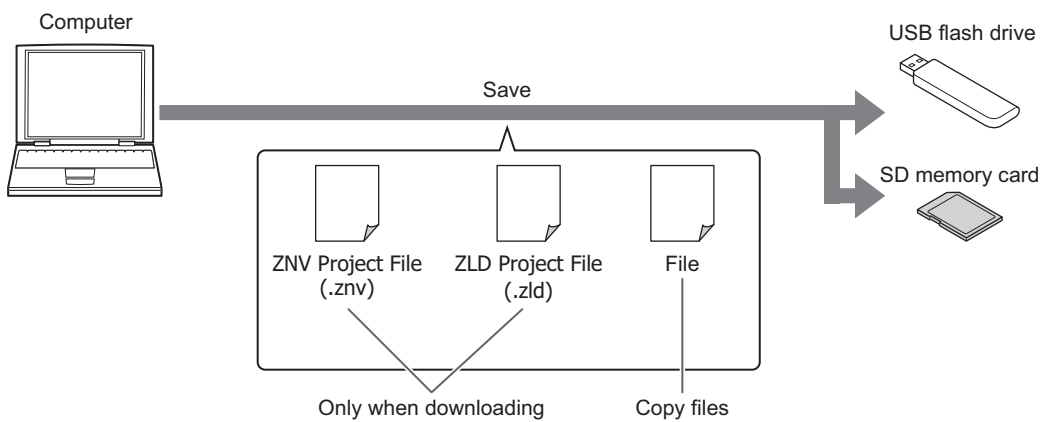 Computer
USB flash drive
Save
SD memory card
ZNV Project File
(.znv)
ZLD Project File
(.zld)
File
Only when downloading
Copy files